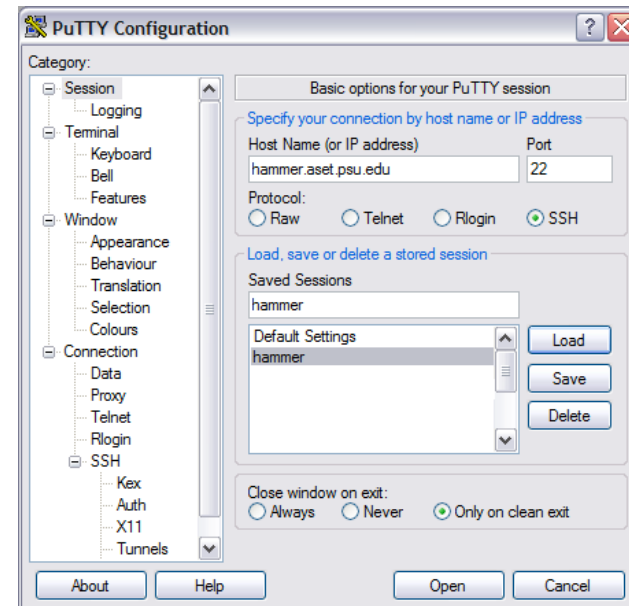 PuTTY Configuration
Category:
Session
Logging
Terminal
Keyboard
Bell
Features
Window
Appearance
Behaviour
Translation
Selection
Colours
Connection
Data
Proxy
Telnet
Rlogin
SSH
Kex
Auth
X11
Tunnels
Basic options for your PuTTY session
Specify your connection by host name or IP address
Host Name (or IP address) Port
hammer.aset.psu.edu 22
Protocol:
Raw Telnet Rlogin SSH
Load, save or delete a stored session
Saved Sessions
hammer
Default Settings
hammer
Load
Save
Delete
Close window on exit:
Always Never Only on clean exit
About Help Open Cancel